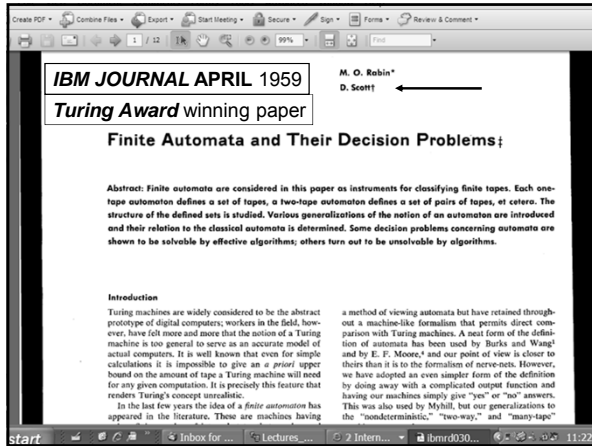 Create PDF Combine Files Export Start Meeting Secure Sign Forms Review & Comment
1 / 12 99% Find
IBM JOURNAL APRIL 1959
Turing Award winning paper
M. O. Rabin*
D. Scott†
Finite Automata and Their Decision Problems‡
Abstract: Finite automata are considered in this paper as instruments for classifying finite tapes. Each one-
tape automaton defines a set of tapes, a two-tape automaton defines a set of pairs of tapes, et cetera. The
structure of the defined sets is studied. Various generalizations of the notion of an automaton are introduced
and their relation to the classical automata is determined. Some decision problems concerning automata are
shown to be solvable by effective algorithms; others turn out to be unsolvable by algorithms.
Introduction
Turing machines are widely considered to be the abstract
prototype of digital computers; workers in the field, how-
ever, have felt more and more that the notion of a Turing
machine is too general to serve as an accurate model of
actual computers. It is well known that even for simple
calculations it is impossible to give an a priori upper
bound on the amount of tape a Turing machine will need
for any given computation. It is precisely this feature that
renders Turing's concept unrealistic.
In the last few years the idea of a finite automaton has
appeared in the literature. These are machines having
a method of viewing automata but have retained through-
out a machine-like formalism that permits direct com-
parison with Turing machines. A neat form of the defini-
tion of automata has been used by Burks and Wang¹
and by E. F. Moore,⁴ and our point of view is closer to
theirs than it is to the formalism of nerve-nets. However,
we have adopted an even simpler form of the definition
by doing away with a complicated output function and
having our machines simply give "yes" or "no" answers.
This was also used by Myhill, but our generalizations to
the "nondeterministic," "two-way," and "many-tape"
start Inbox for ... Lectures_... 2 Intern... ibmrd030... 11:22